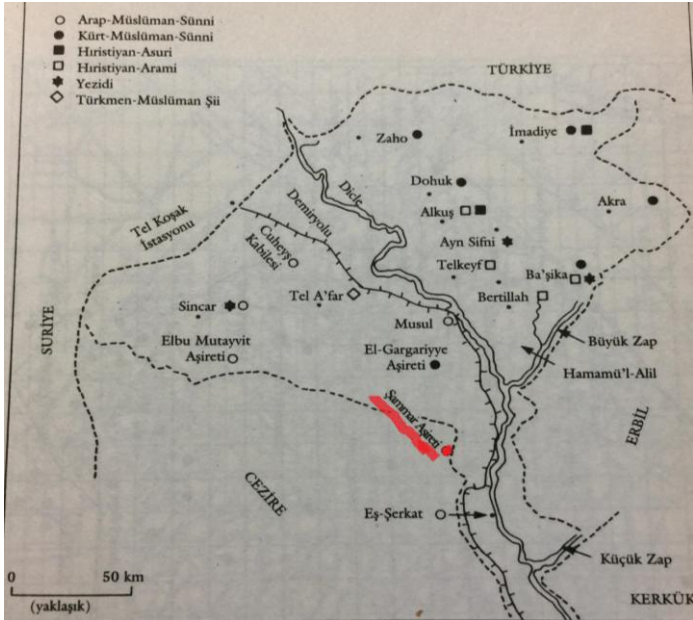 Arap-Müslüman-Sünni
Kürt-Müslüman-Sünni
Hıristiyan-Asuri
Hıristiyan-Arami
Yezidi
Türkmen-Müslüman Şii
TÜRKİYE
Zaho
İmadiye
Dohuk
Dicle
Akra
Alkuş
Demiryolu
Tel Koşak
İstasyonu
Ayn Sifni
Cuheyş
Kabilesi
Telkeyf
Ba'şika
Tel A'far
Bertillah
Sincar
Musul
SURİYE
Elbu Mutayvit
Aşireti
El-Gargariyye
Aşireti
Büyük Zap
Hamamü'l-Alil
Şammar Aşireti
ERBİL
CEZİRE
Eş-Şerkat
Küçük Zap
0 50 km
(yaklaşık)
KERKÜK